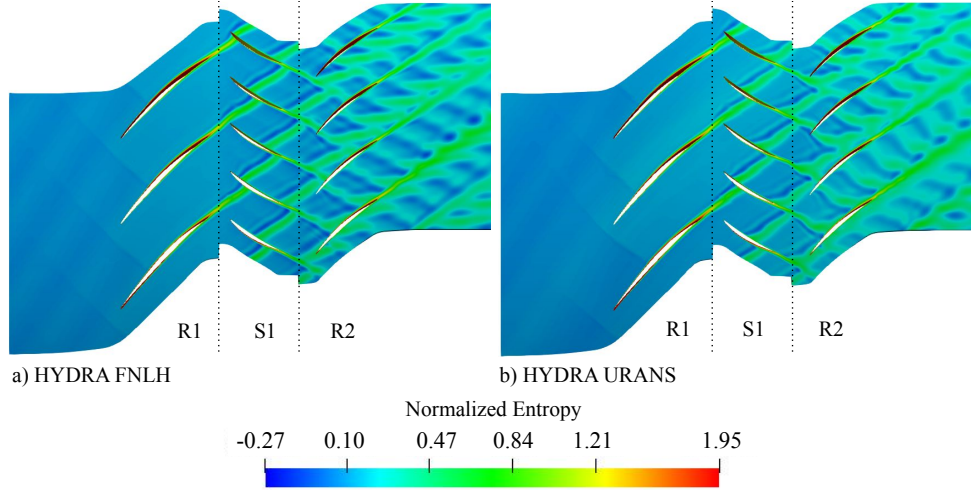 R1 S1 R2 R1 S1 R2
a) HYDRA FNLH b) HYDRA URANS
Normalized Entropy
-0.27 0.10 0.47 0.84 1.21 1.95